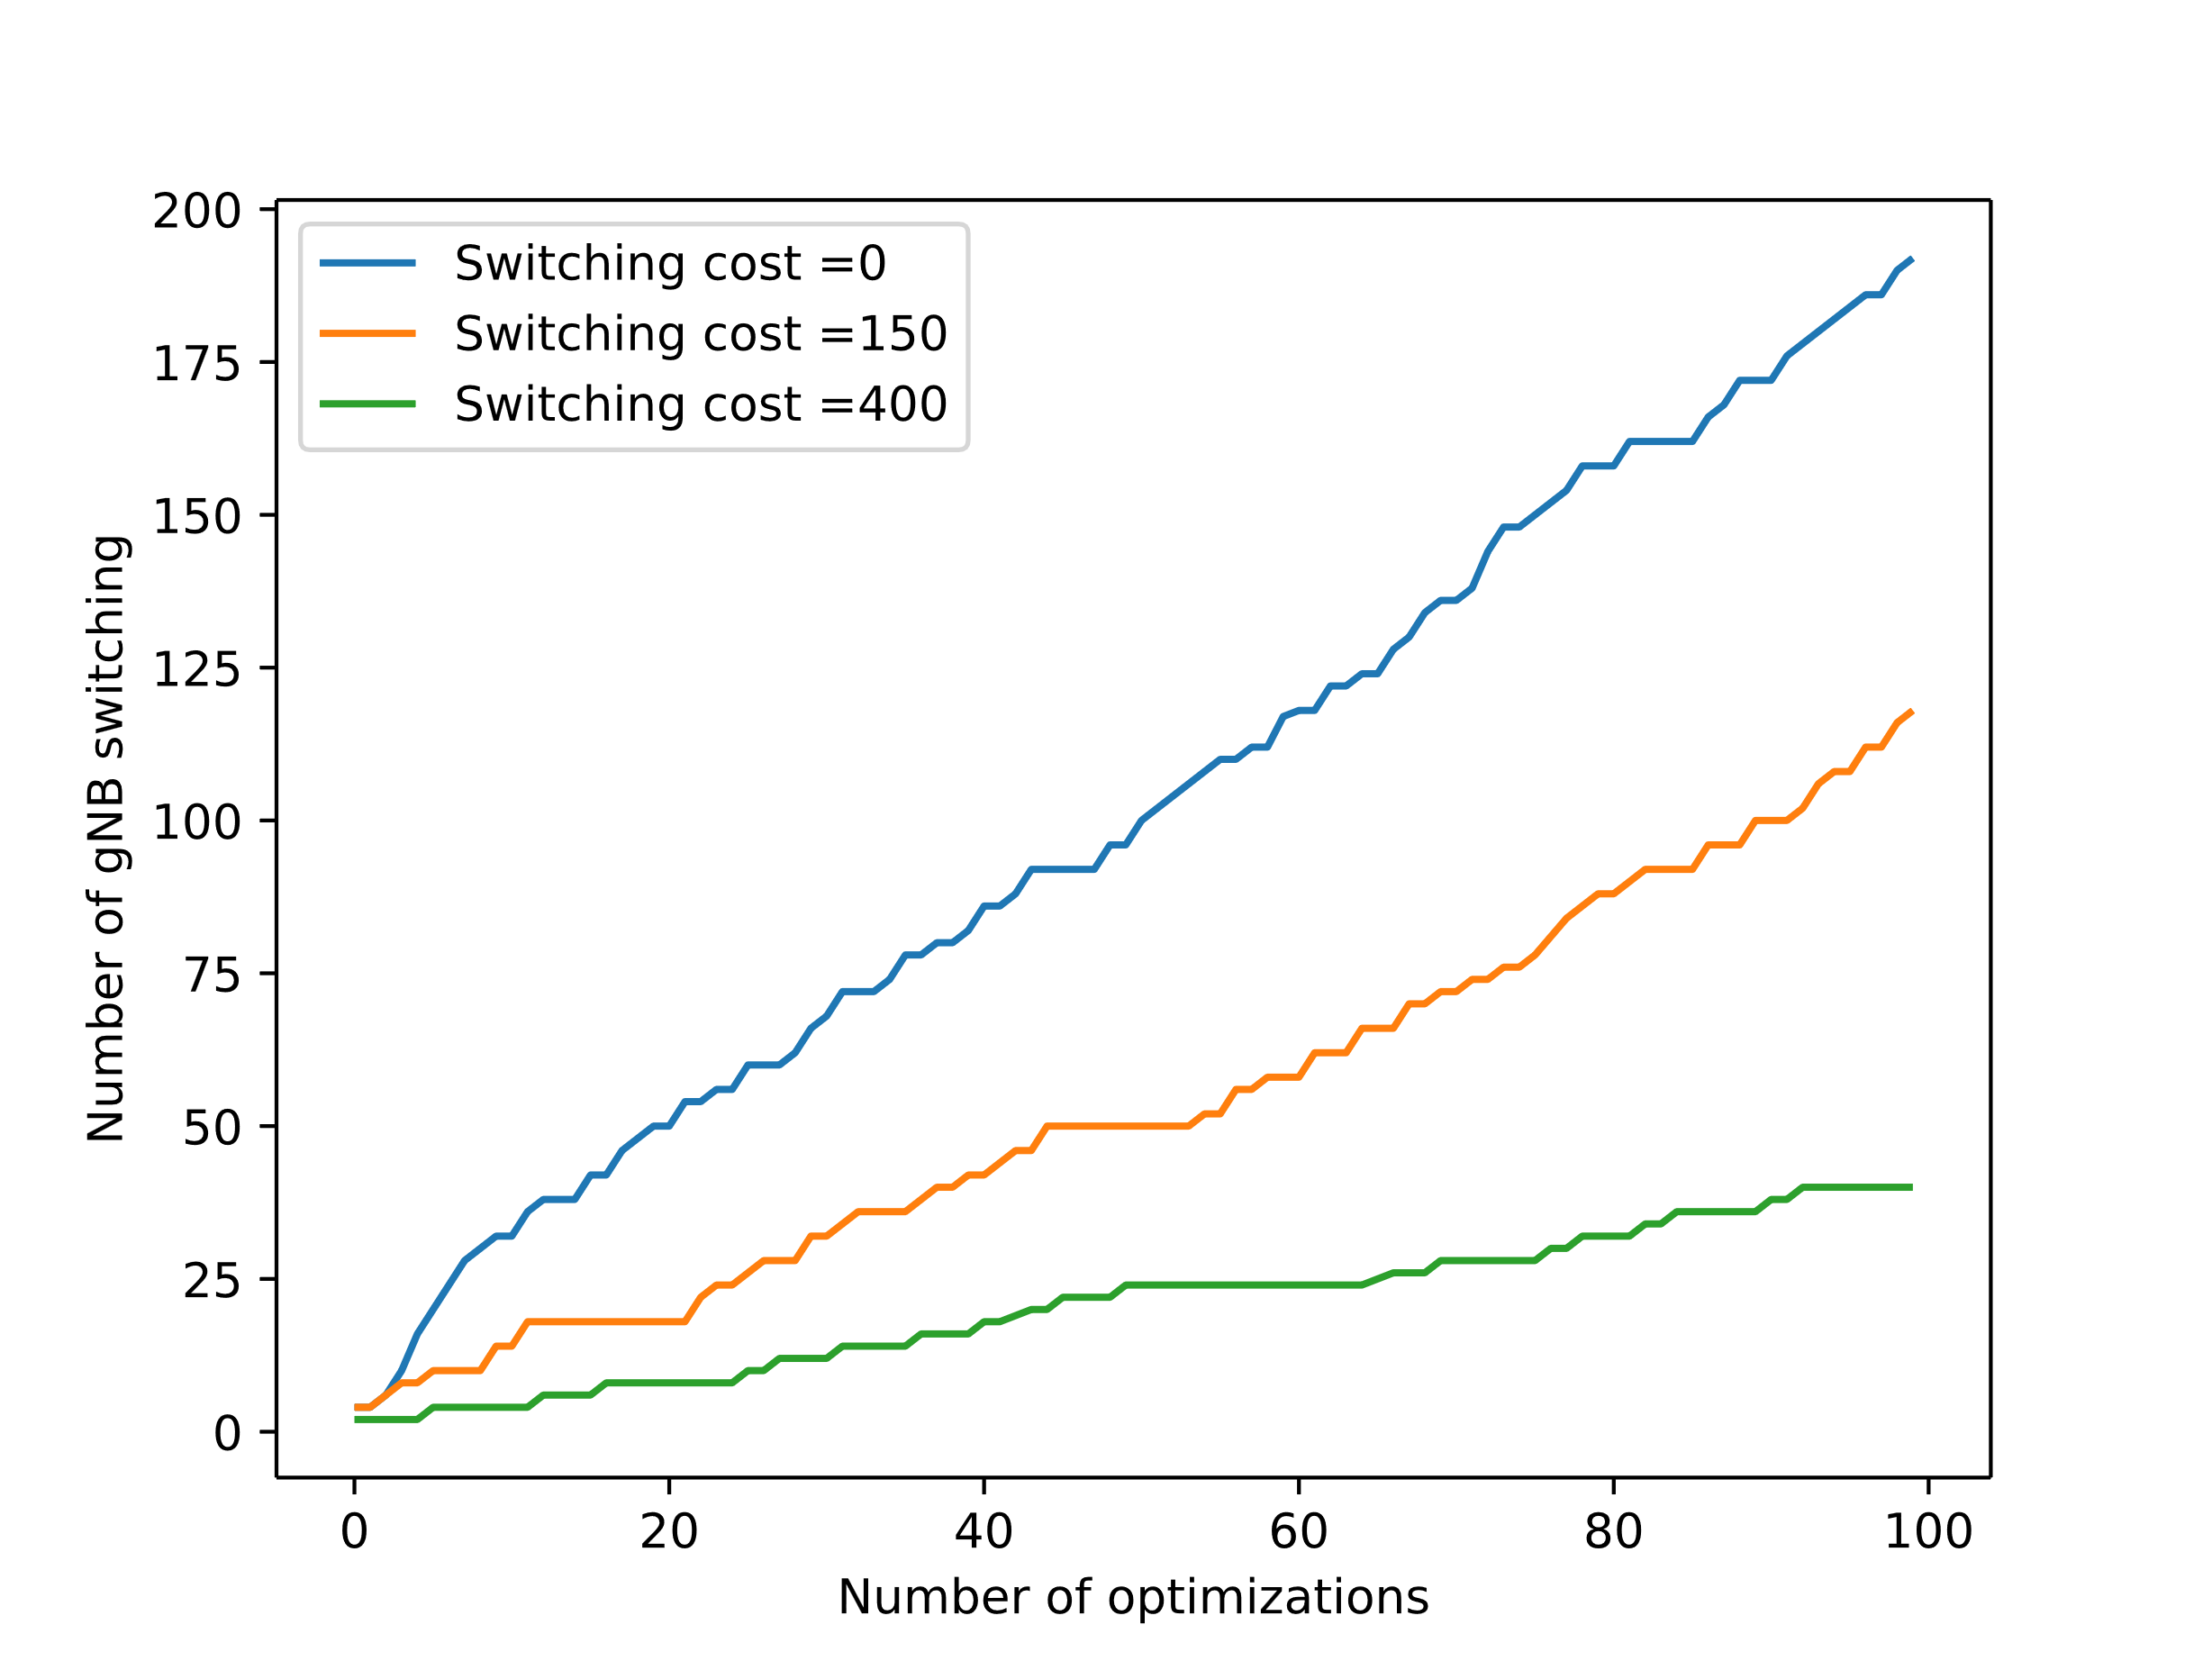 200
175
150
125
100
75
50
25
0
Number of gNB switching
Switching cost =0
Switching cost =150
Switching cost =400
0 20 40 60 80 100
Number of optimizations